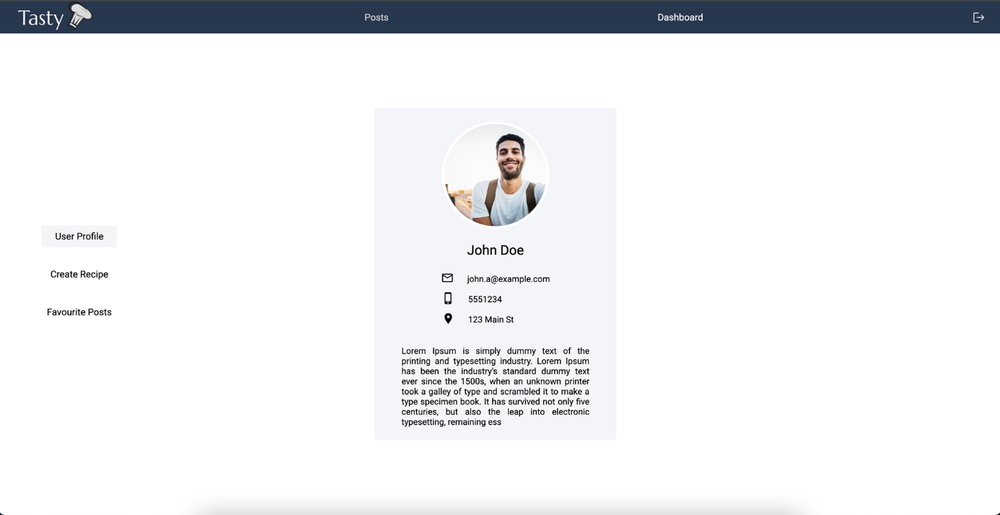 Tasty
Posts
Dashboard
User Profile
Create Recipe
Favourite Posts
John Doe
john.a@example.com
5551234
123 Main St
Lorem Ipsum is simply dummy text of the
printing and typesetting industry. Lorem Ipsum
has been the industry's standard dummy text
ever since the 1500s, when an unknown printer
took a galley of type and scrambled it to make a
type specimen book. It has survived not only five
centuries, but also the leap into electronic
typesetting, remaining ess